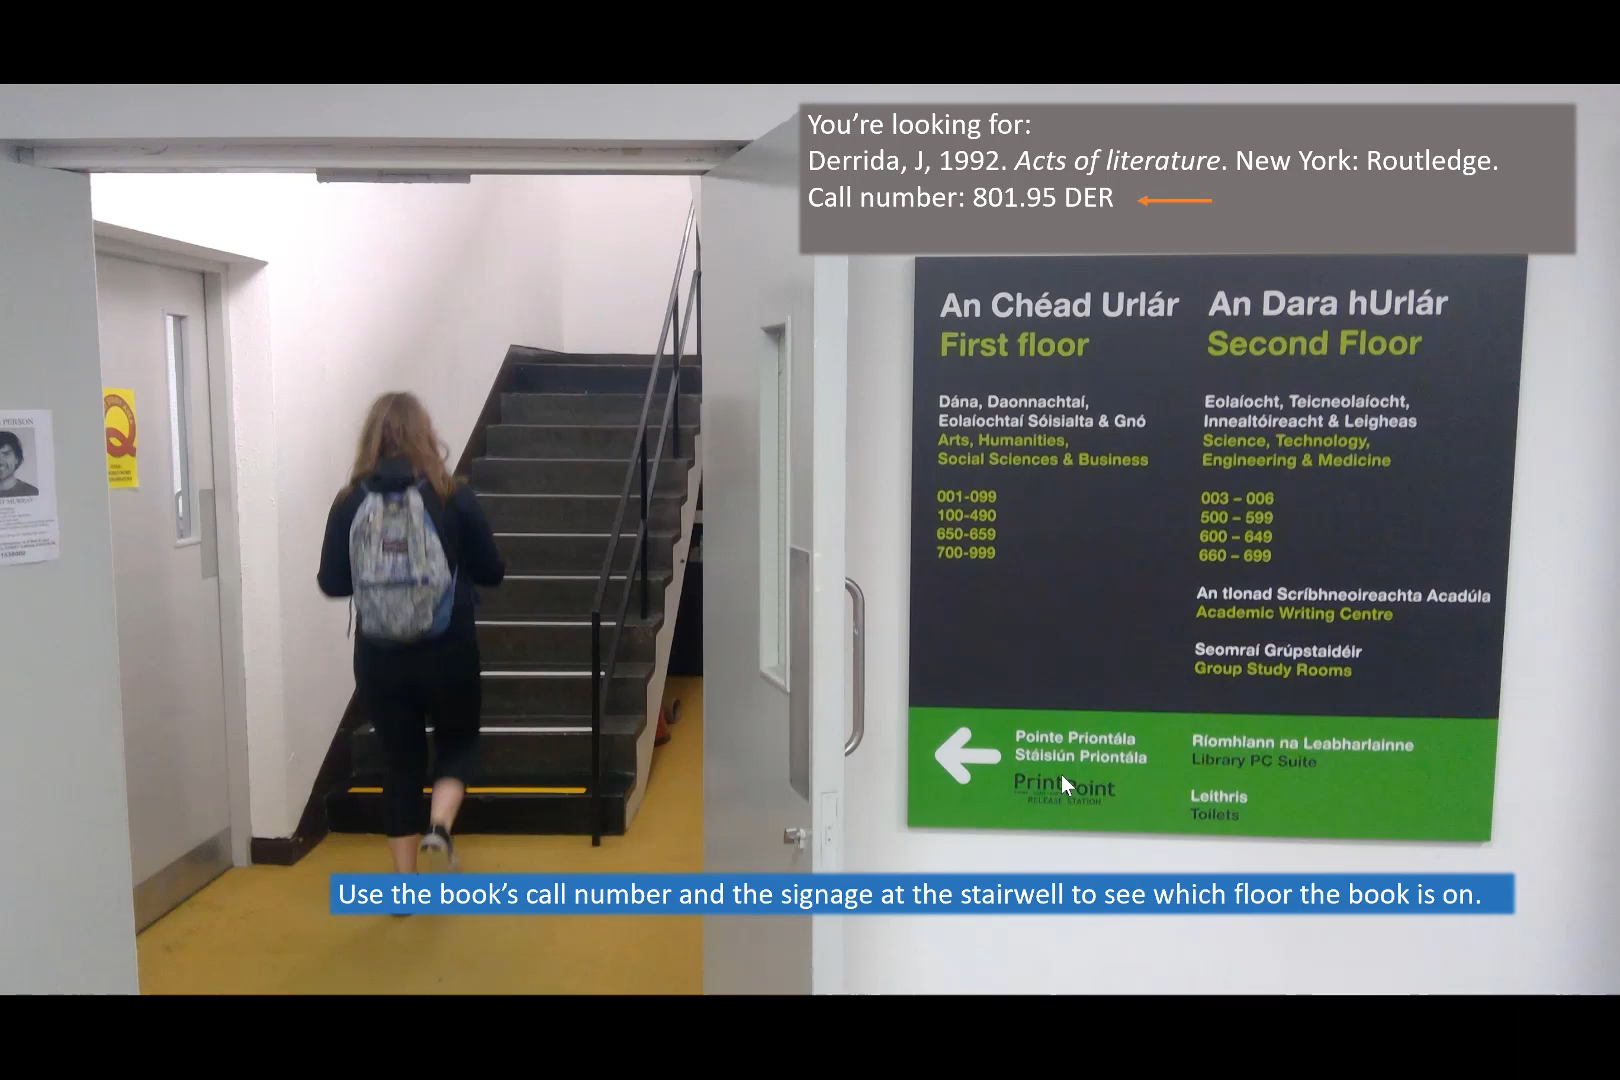 You’re looking for:
Derrida, J, 1992. Acts of literature. New York: Routledge.
Call number: 801.95 DER
An Chéad Urlár
First floor
Dána, Daonnachtaí,
Eolaíochtaí Sóisialta & Gnó
Arts, Humanities,
Social Sciences & Business
001-099
100-490
650-659
700-999
An Dara hUrlár
Second Floor
Eolaíocht, Teicneolaíocht,
Innealtóireacht & Leigheas
Science, Technology,
Engineering & Medicine
003 – 006
500 – 599
600 – 649
660 – 699
An tIonad Scríbhneoireachta Acadúla
Academic Writing Centre
Seomraí Grúpstaidéir
Group Study Rooms
Pointe Priontála
Stáisiún Priontála
PrintPoint
RELEASE STATION
Ríomhlann na Leabharlainne
Library PC Suite
Leithris
Toilets
PERSON
Q
Use the book’s call number and the signage at the stairwell to see which floor the book is on.